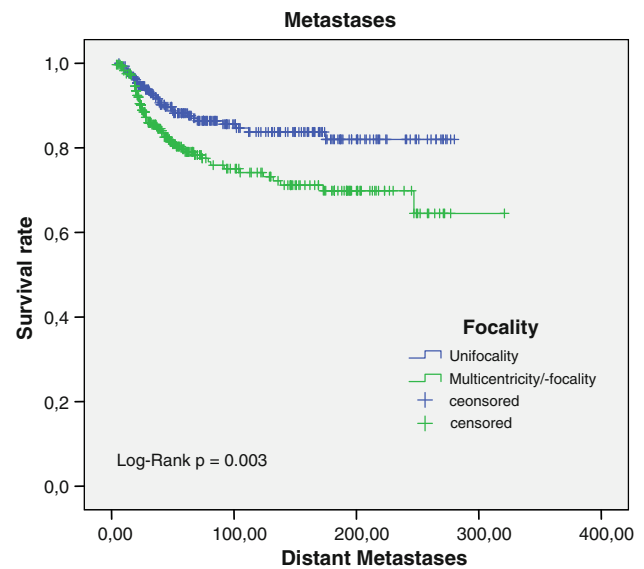 Metastases
1,0
0,8
0,6
0,4
0,2
0,0
Survival rate
Focality
Unifocality
Multicentricity/-focality
ceonsored
censored
Log-Rank p = 0.003
0,00 100,00 200,00 300,00 400,00
Distant Metastases